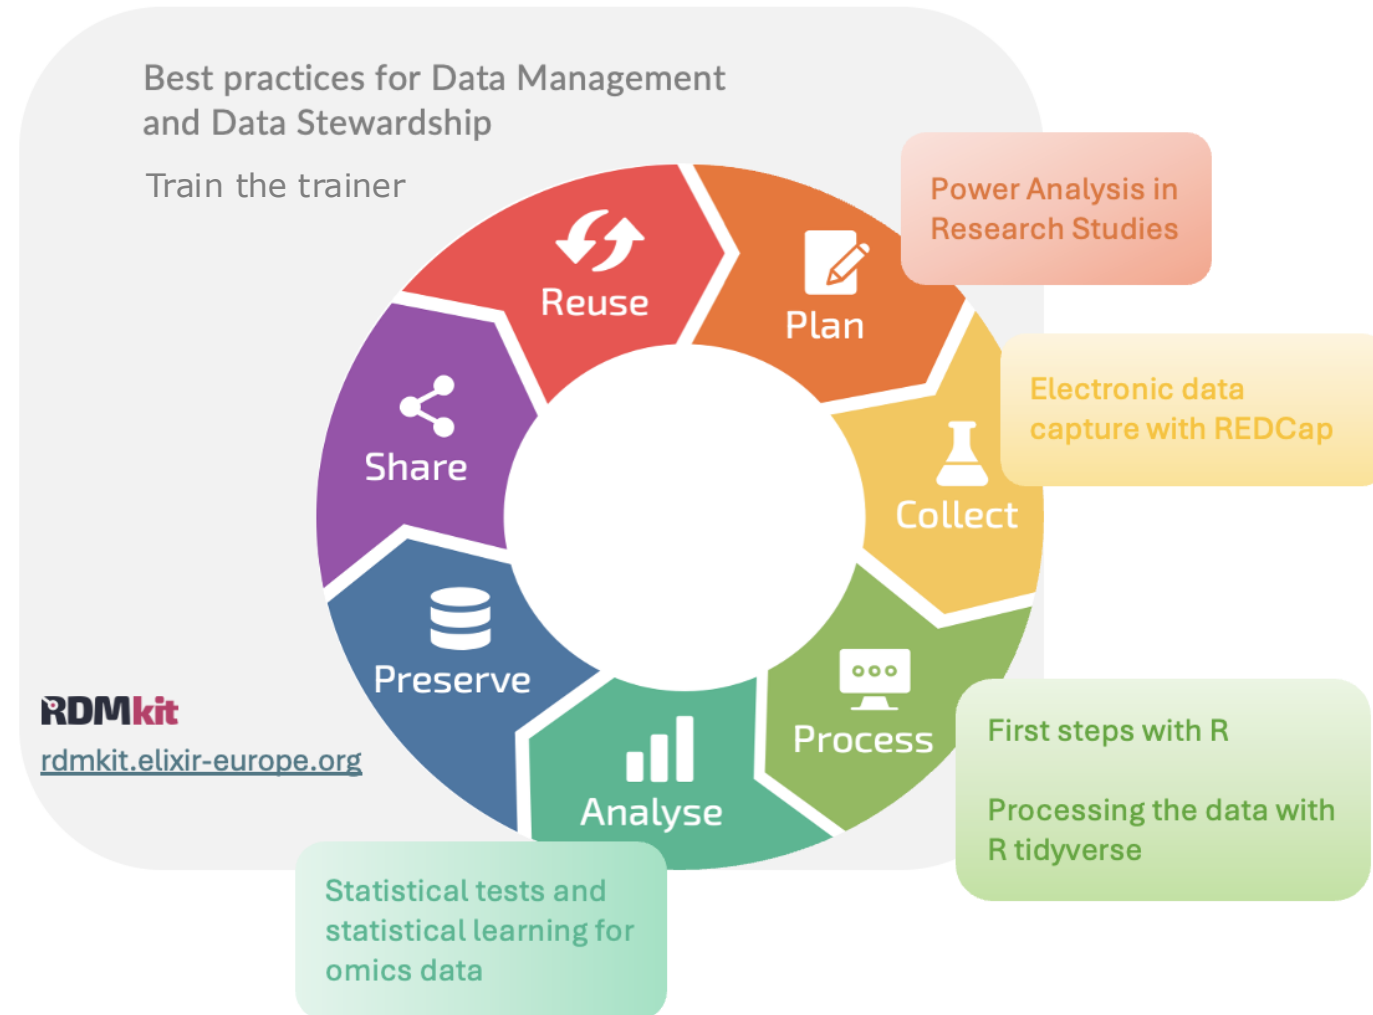 Best practices for Data Management
and Data Stewardship
Train the trainer
Power Analysis in
Research Studies
Reuse
Plan
Electronic data
capture with REDCap
Share
Collect
Preserve
Process
RDMkit
rdmkit.elixir-europe.org
First steps with R
Processing the data with
R tidyverse
Analyse
Statistical tests and
statistical learning for
omics data